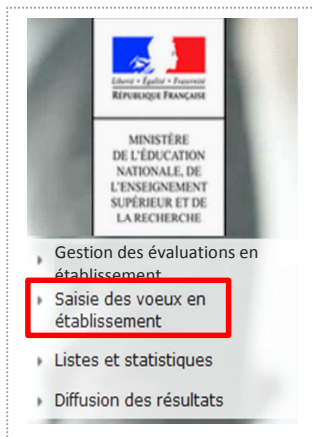 Liberté • Égalité • Fraternité
RÉPUBLIQUE FRANÇAISE
MINISTÈRE
DE L'ÉDUCATION
NATIONALE, DE
L'ENSEIGNEMENT
SUPÉRIEUR ET DE
LA RECHERCHE
Gestion des évaluations en
établissement
Saisie des voeux en
établissement
Listes et statistiques
Diffusion des résultats